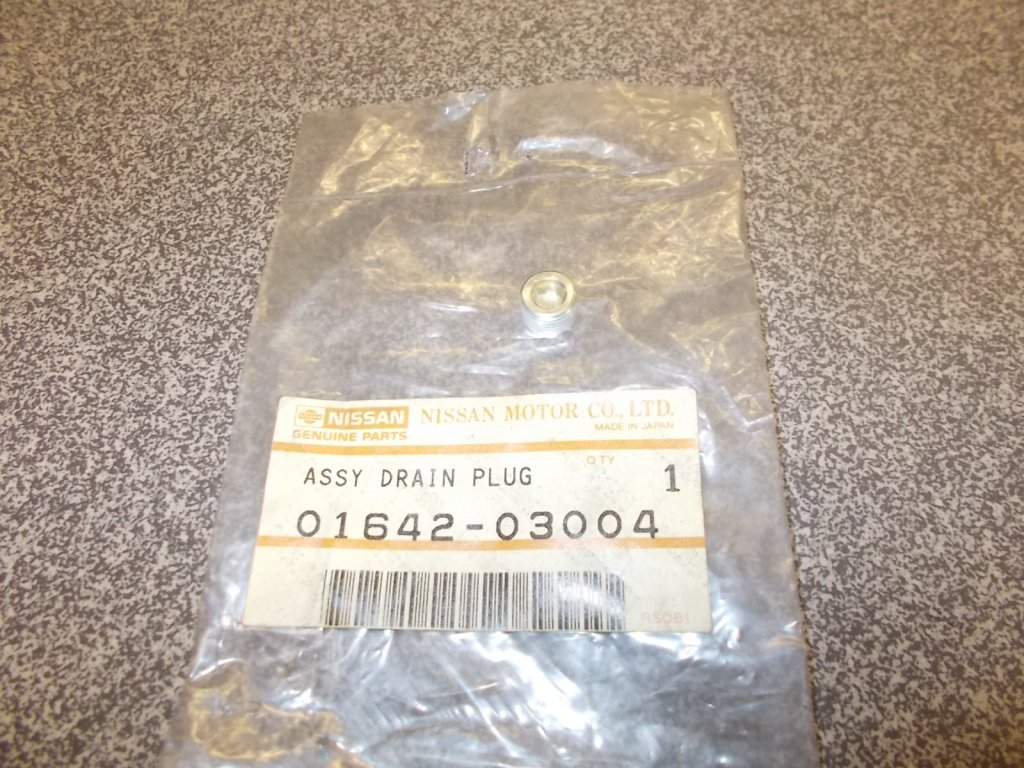 NISSAN NISSAN MOTOR CO., LTD.
GENUINE PARTS MADE IN JAPAN
QTY
ASSY DRAIN PLUG 1
01642-03004